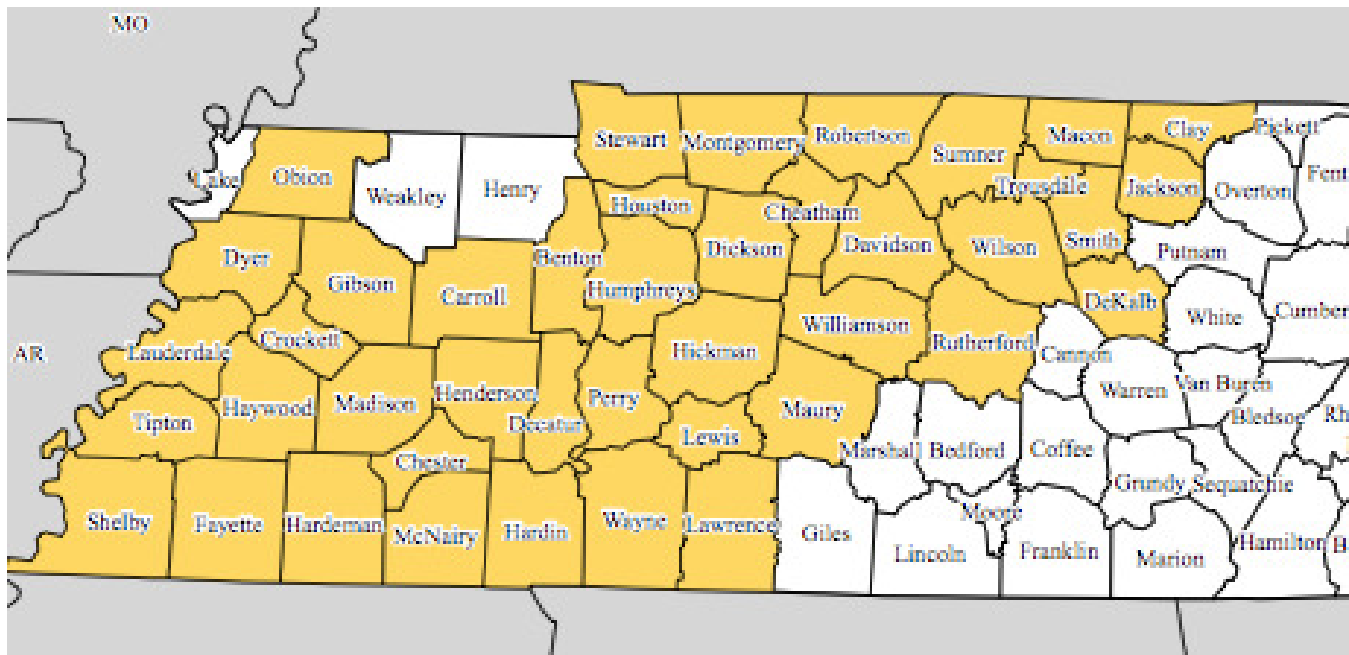 MO
Stewart
Montgomery
Robertson
Sumner
Macon
Clay
Pickett
Lake
Obion
Weakley
Henry
Houston
Cheatham
Trousdale
Jackson
Overton
Fent
Dyer
Gibson
Carroll
Benton
Humphreys
Dickson
Davidson
Wilson
Smith
Putnam
DeKalb
White
Cumber
AR
Lauderdale
Crockett
Hickman
Williamson
Rutherford
Cannon
Tipton
Haywood
Madison
Henderson
Decatur
Perry
Lewis
Maury
Warren
Van Buren
Bledsoe
Rh
Chester
Marshall
Bedford
Coffee
Grundy
Sequatchie
Shelby
Fayette
Hardeman
McNairy
Hardin
Wayne
Lawrence
Giles
Lincoln
Moore
Franklin
Marion
Hamilton
B